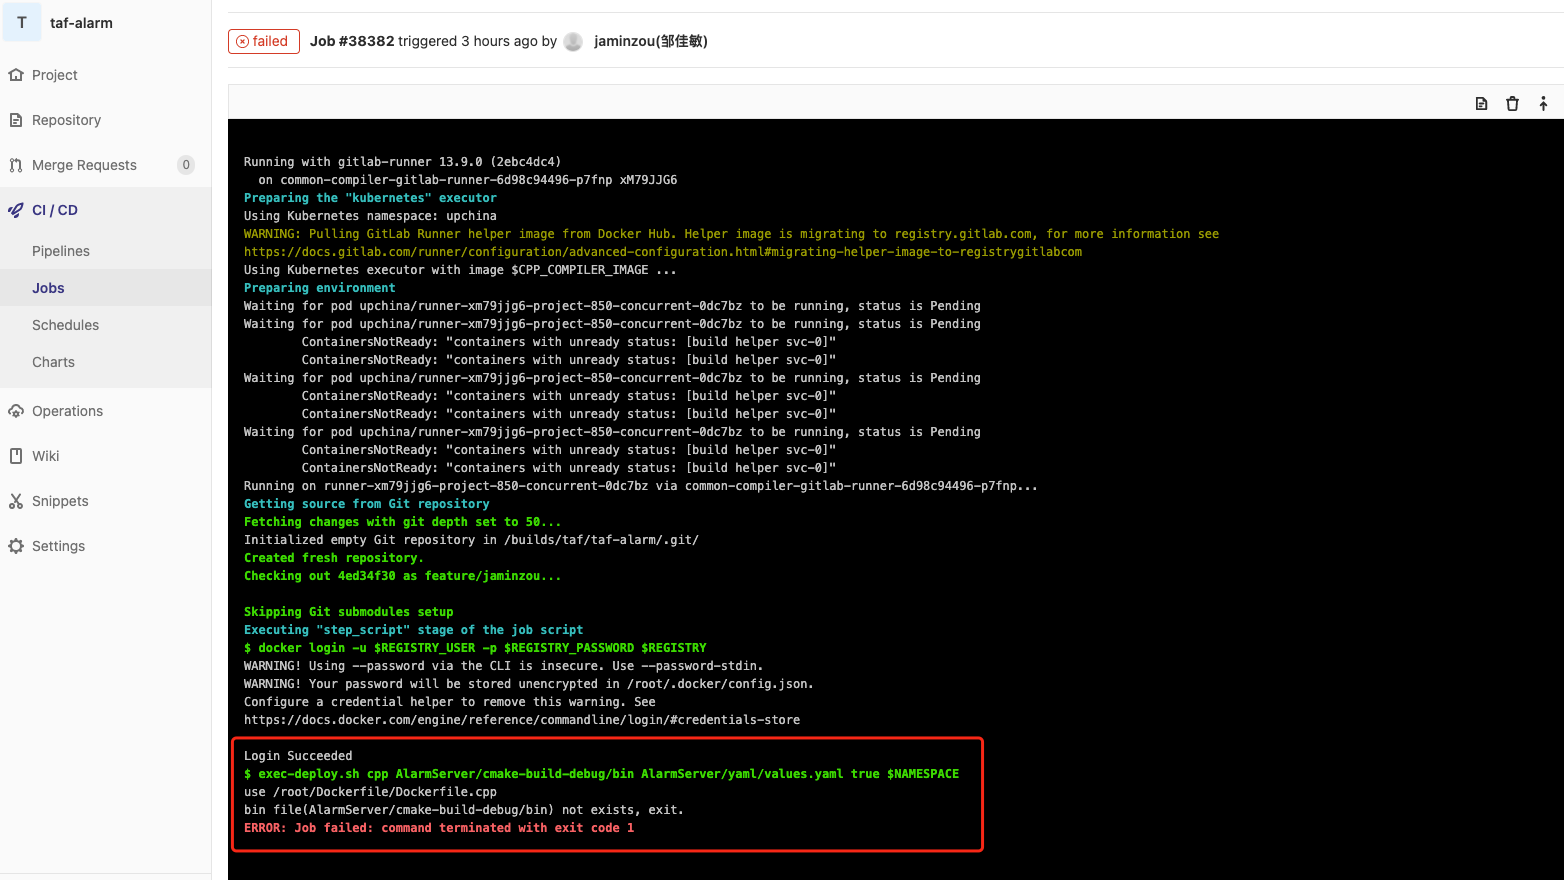 T taf-alarm
Project
Repository
Merge Requests 0
CI / CD
Pipelines
Jobs
Schedules
Charts
Operations
Wiki
Snippets
Settings
failed Job #38382 triggered 3 hours ago by jaminzou(邹佳敏)
Running with gitlab-runner 13.9.0 (2ebc4dc4)
on common-compiler-gitlab-runner-6d98c94496-p7fnp xM79JJG6
Preparing the "kubernetes" executor
Using Kubernetes namespace: upchina
WARNING: Pulling GitLab Runner helper image from Docker Hub. Helper image is migrating to registry.gitlab.com, for more information see
https://docs.gitlab.com/runner/configuration/advanced-configuration.html#migrating-helper-image-to-registrygitlabcom
Using Kubernetes executor with image $CPP_COMPILER_IMAGE ...
Preparing environment
Waiting for pod upchina/runner-xm79jjg6-project-850-concurrent-0dc7bz to be running, status is Pending
Waiting for pod upchina/runner-xm79jjg6-project-850-concurrent-0dc7bz to be running, status is Pending
ContainersNotReady: "containers with unready status: [build helper svc-0]"
ContainersNotReady: "containers with unready status: [build helper svc-0]"
Waiting for pod upchina/runner-xm79jjg6-project-850-concurrent-0dc7bz to be running, status is Pending
ContainersNotReady: "containers with unready status: [build helper svc-0]"
ContainersNotReady: "containers with unready status: [build helper svc-0]"
Waiting for pod upchina/runner-xm79jjg6-project-850-concurrent-0dc7bz to be running, status is Pending
ContainersNotReady: "containers with unready status: [build helper svc-0]"
ContainersNotReady: "containers with unready status: [build helper svc-0]"
Running on runner-xm79jjg6-project-850-concurrent-0dc7bz via common-compiler-gitlab-runner-6d98c94496-p7fnp...
Getting source from Git repository
Fetching changes with git depth set to 50...
Initialized empty Git repository in /builds/taf/taf-alarm/.git/
Created fresh repository.
Checking out 4ed34f30 as feature/jaminzou...
Skipping Git submodules setup
Executing "step_script" stage of the job script
$ docker login -u $REGISTRY_USER -p $REGISTRY_PASSWORD $REGISTRY
WARNING! Using --password via the CLI is insecure. Use --password-stdin.
WARNING! Your password will be stored unencrypted in /root/.docker/config.json.
Configure a credential helper to remove this warning. See
https://docs.docker.com/engine/reference/commandline/login/#credentials-store
Login Succeeded
$ exec-deploy.sh cpp AlarmServer/cmake-build-debug/bin AlarmServer/yaml/values.yaml true $NAMESPACE
use /root/Dockerfile/Dockerfile.cpp
bin file(AlarmServer/cmake-build-debug/bin) not exists, exit.
ERROR: Job failed: command terminated with exit code 1